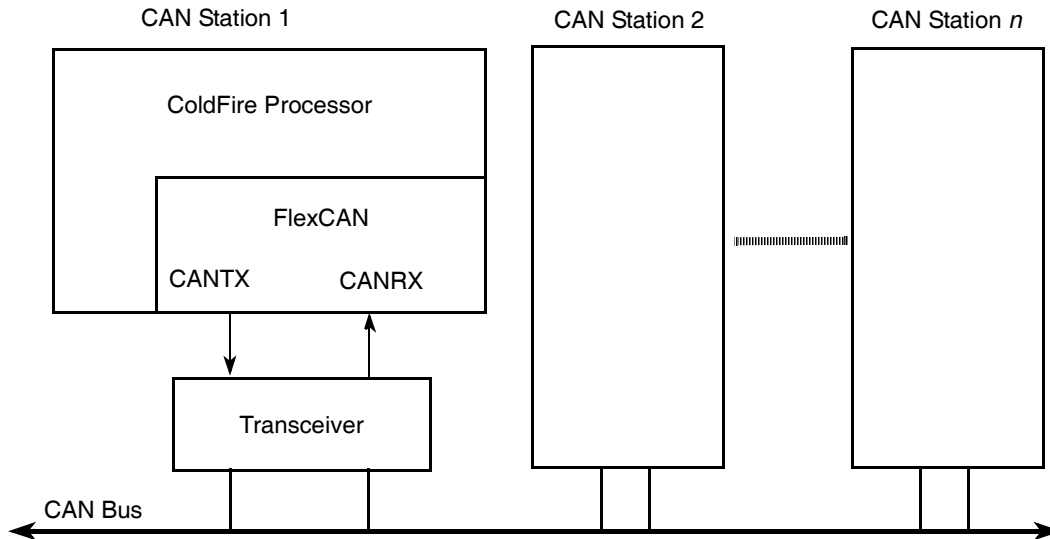 CAN Station 1
CAN Station 2
CAN Station n
ColdFire Processor
FlexCAN
CANTX
CANRX
Transceiver
CAN Bus